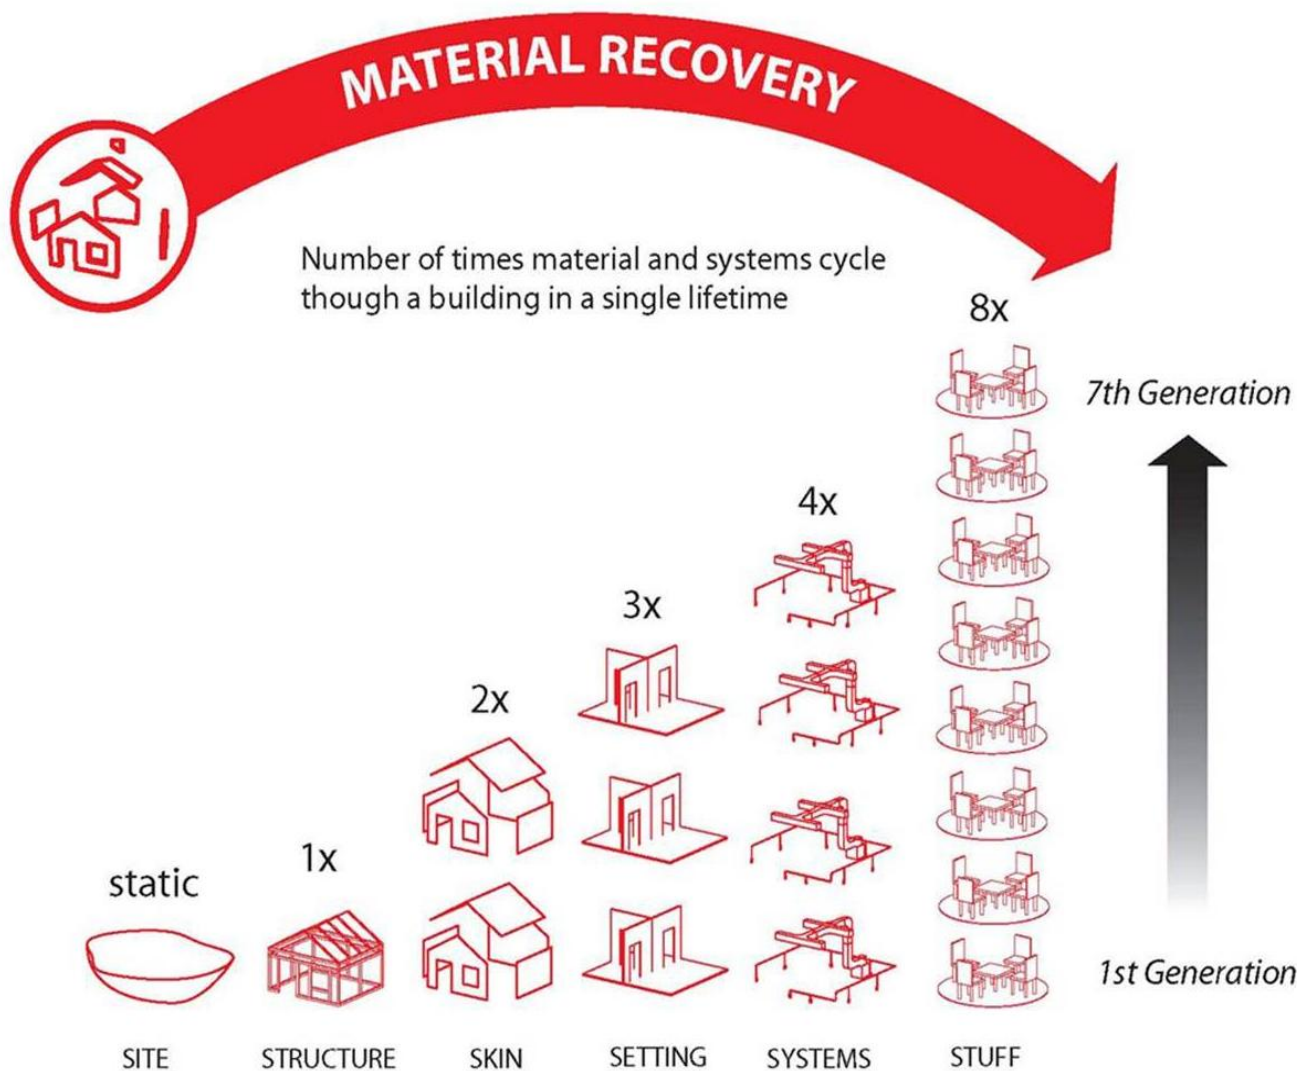 MATERIAL RECOVERY
Number of times material and systems cycle
though a building in a single lifetime
8x
7th Generation
4x
3x
2x
1x
static
1st Generation
SITE
STRUCTURE
SKIN
SETTING
SYSTEMS
STUFF